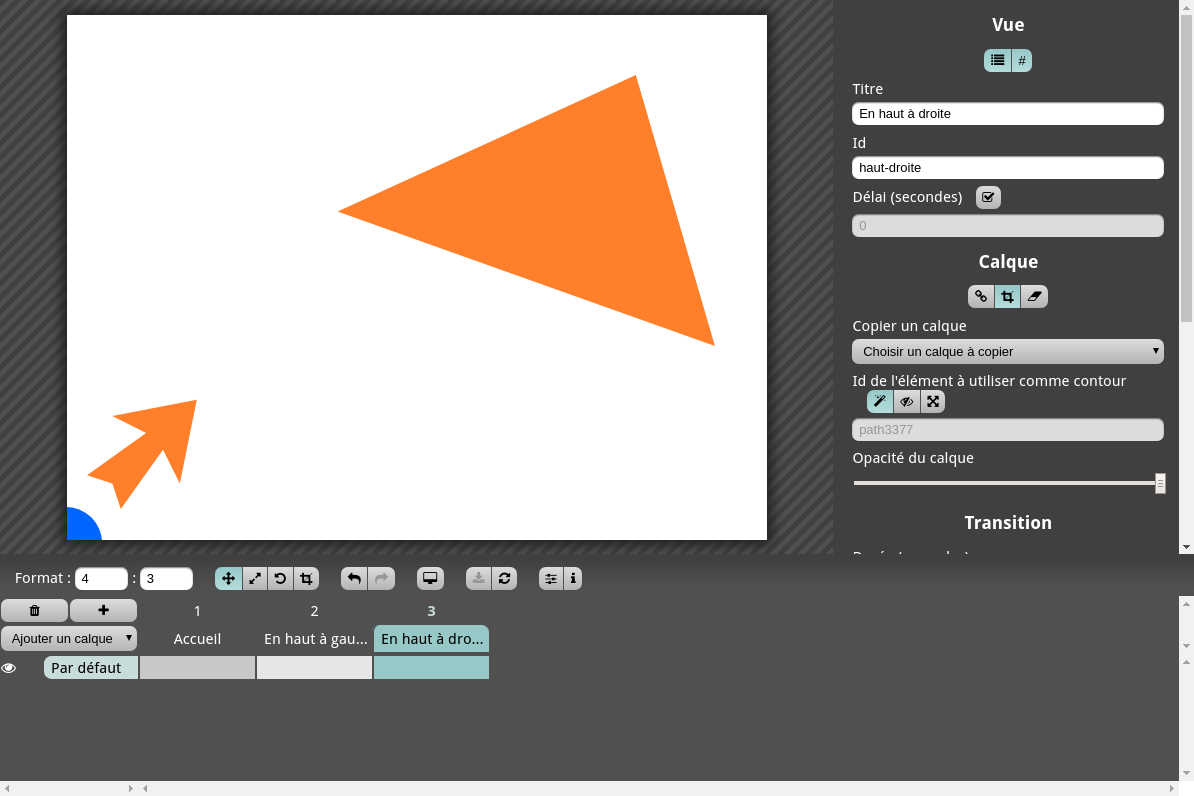 Vue
#
Titre
En haut à droite
Id
haut-droite
Délai (secondes)
0
Calque
Copier un calque
Choisir un calque à copier
Id de l'élément à utiliser comme contour
path3377
Opacité du calque
Transition
Format : 4 : 3
1 2 3
Ajouter un calque Accueil En haut à gau... En haut à dro...
Par défaut